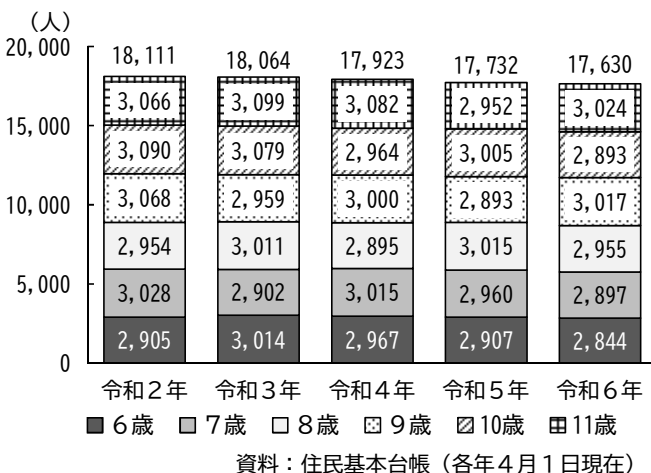 （人）
20,000
18,111 18,064 17,923 17,732 17,630
3,066 3,099 3,082 2,952 3,024
15,000
3,090 3,079 2,964 3,005 2,893
10,000
3,068 2,959 3,000 2,893 3,017
2,954 3,011 2,895 3,015 2,955
5,000
3,028 2,902 3,015 2,960 2,897
2,905 3,014 2,967 2,907 2,844
0
令和２年 令和３年 令和４年 令和５年 令和６年
６歳 ７歳 ８歳 ９歳 10歳 11歳
資料：住民基本台帳（各年４月１日現在）